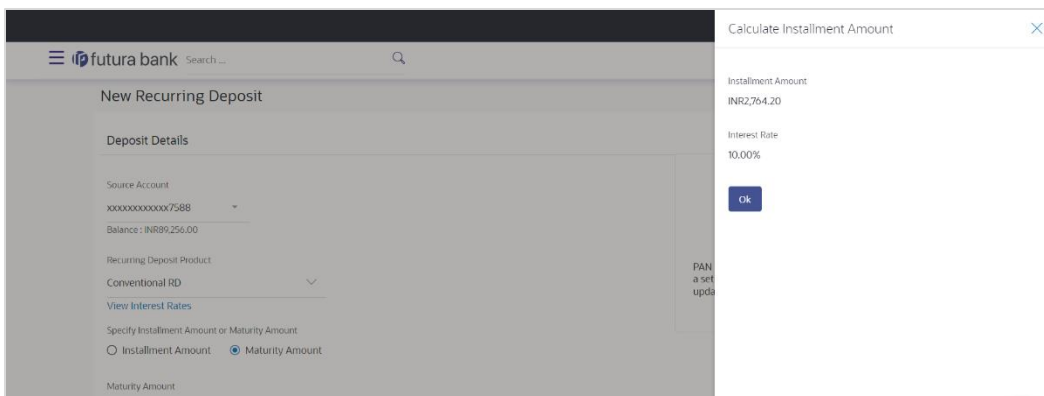 futura bank Search...
New Recurring Deposit
Deposit Details
Source Account
xxxxxxxxxxxx7588
Balance : INR89,256.00
Recurring Deposit Product
Conventional RD
View Interest Rates
Specify Installment Amount or Maturity Amount
Installment Amount Maturity Amount
Maturity Amount
PAN
a set
upda
Calculate Installment Amount
Installment Amount
INR2,764.20
Interest Rate
10.00%
Ok